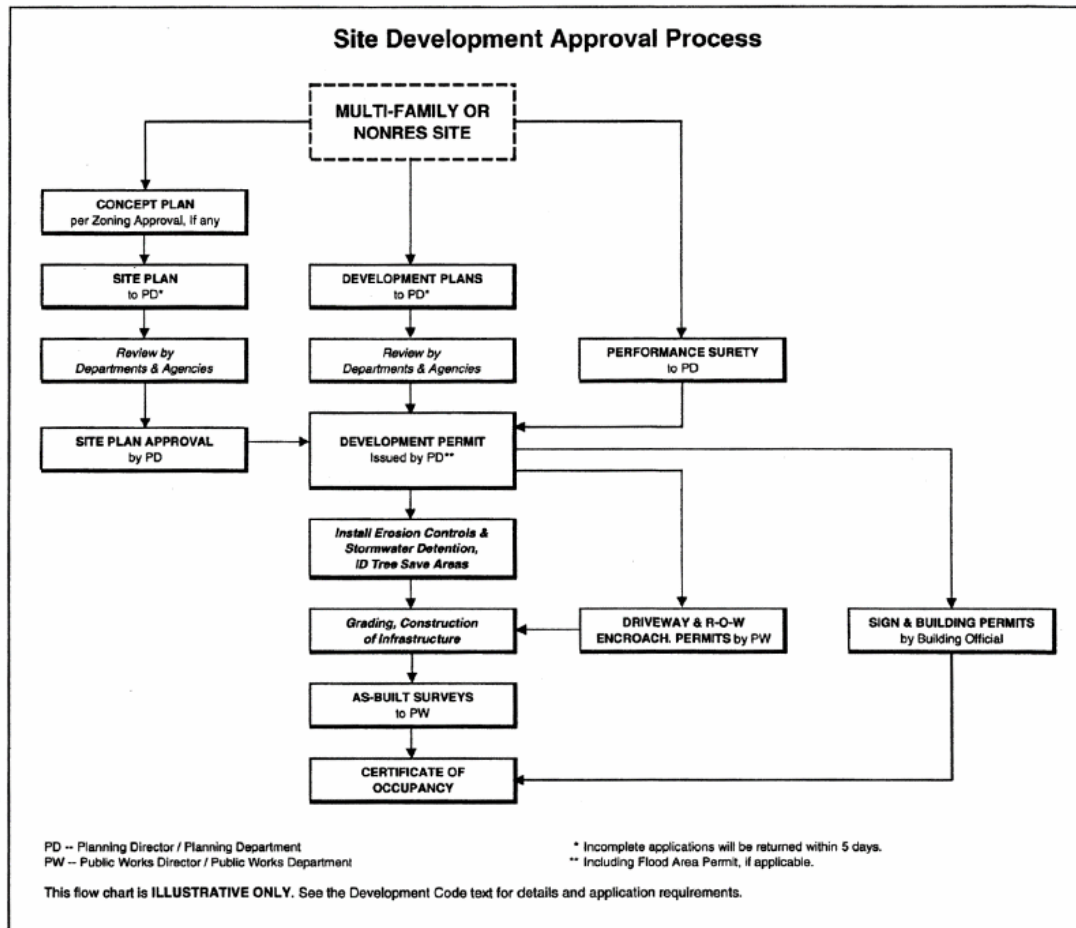 Site Development Approval Process
MULTI-FAMILY OR
NONRES SITE
CONCEPT PLAN
per Zoning Approval, if any
SITE PLAN
to PD*
DEVELOPMENT PLANS
to PD*
Review by
Departments & Agencies
Review by
Departments & Agencies
PERFORMANCE SURETY
to PD
SITE PLAN APPROVAL
by PD
DEVELOPMENT PERMIT
Issued by PD**
Install Erosion Controls &
Stormwater Detention,
ID Tree Save Areas
Grading, Construction
of Infrastructure
DRIVEWAY & R-O-W
ENCROACH. PERMITS by PW
SIGN & BUILDING PERMITS
by Building Official
AS-BUILT SURVEYS
to PW
CERTIFICATE OF
OCCUPANCY
PD -- Planning Director / Planning Department
PW -- Public Works Director / Public Works Department
* Incomplete applications will be returned within 5 days.
** Including Flood Area Permit, if applicable.
This flow chart is ILLUSTRATIVE ONLY. See the Development Code text for details and application requirements.